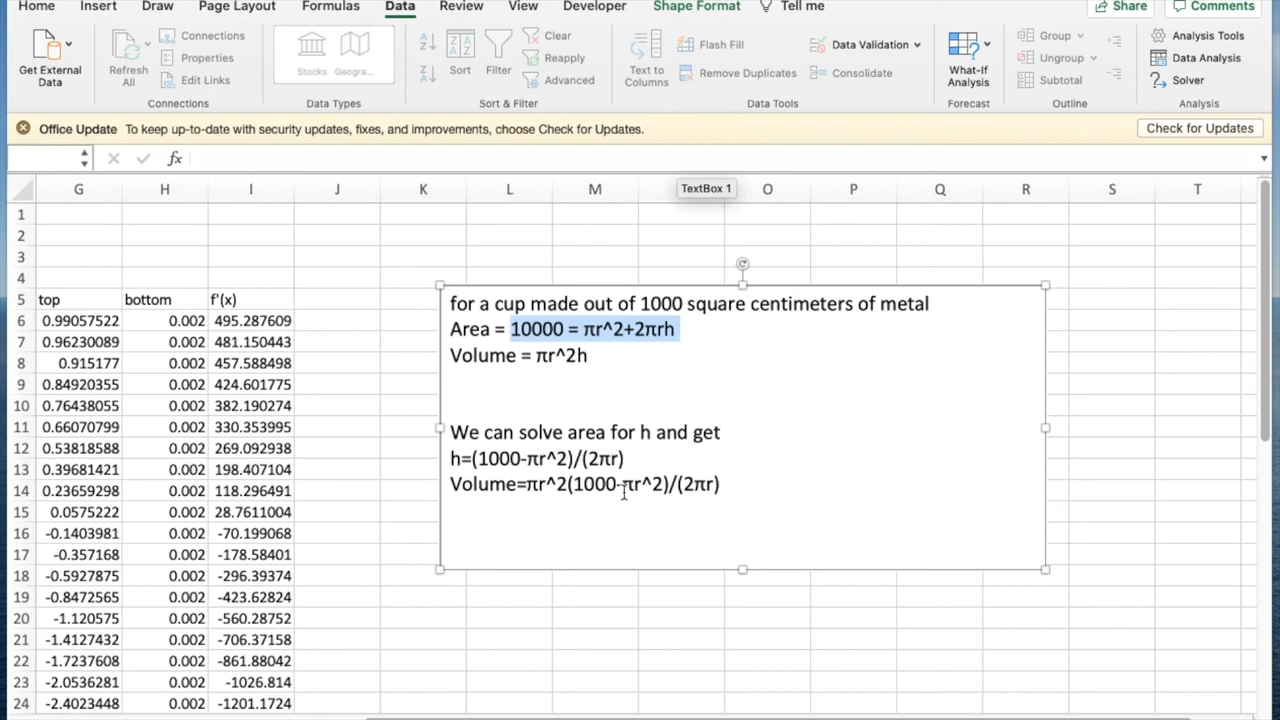 Home Insert Draw Page Layout Formulas Data Review View Developer Shape Format Tell me Share Comments
Get External Data
Refresh All
Connections
Properties
Edit Links
Connections
Stocks Geogra...
Data Types
Sort
Filter
Clear
Reapply
Advanced
Sort & Filter
Text to Columns
Flash Fill
Remove Duplicates
Data Validation
Consolidate
Data Tools
What-If Analysis
Forecast
Group
Ungroup
Subtotal
Outline
Analysis Tools
Data Analysis
Solver
Analysis
Office Update To keep up-to-date with security updates, fixes, and improvements, choose Check for Updates. Check for Updates
fx
G H I J K L M TextBox 1 O P Q R S T
1
2
3
4
5 top bottom f'(x)
6 0.99057522 0.002 495.287609
7 0.96230089 0.002 481.150443
8 0.915177 0.002 457.588498
9 0.84920355 0.002 424.601775
10 0.76438055 0.002 382.190274
11 0.66070799 0.002 330.353995
12 0.53818588 0.002 269.092938
13 0.39681421 0.002 198.407104
14 0.23659298 0.002 118.296491
15 0.0575222 0.002 28.7611004
16 -0.1403981 0.002 -70.199068
17 -0.357168 0.002 -178.58401
18 -0.5927875 0.002 -296.39374
19 -0.8472565 0.002 -423.62824
20 -1.120575 0.002 -560.28752
21 -1.4127432 0.002 -706.37158
22 -1.7237608 0.002 -861.88042
23 -2.0536281 0.002 -1026.814
24 -2.4023448 0.002 -1201.1724
for a cup made out of 1000 square centimeters of metal
Area = 10000 = πr^2+2πrh
Volume = πr^2h
We can solve area for h and get
h=(1000-πr^2)/(2πr)
Volume=πr^2(1000-πr^2)/(2πr)